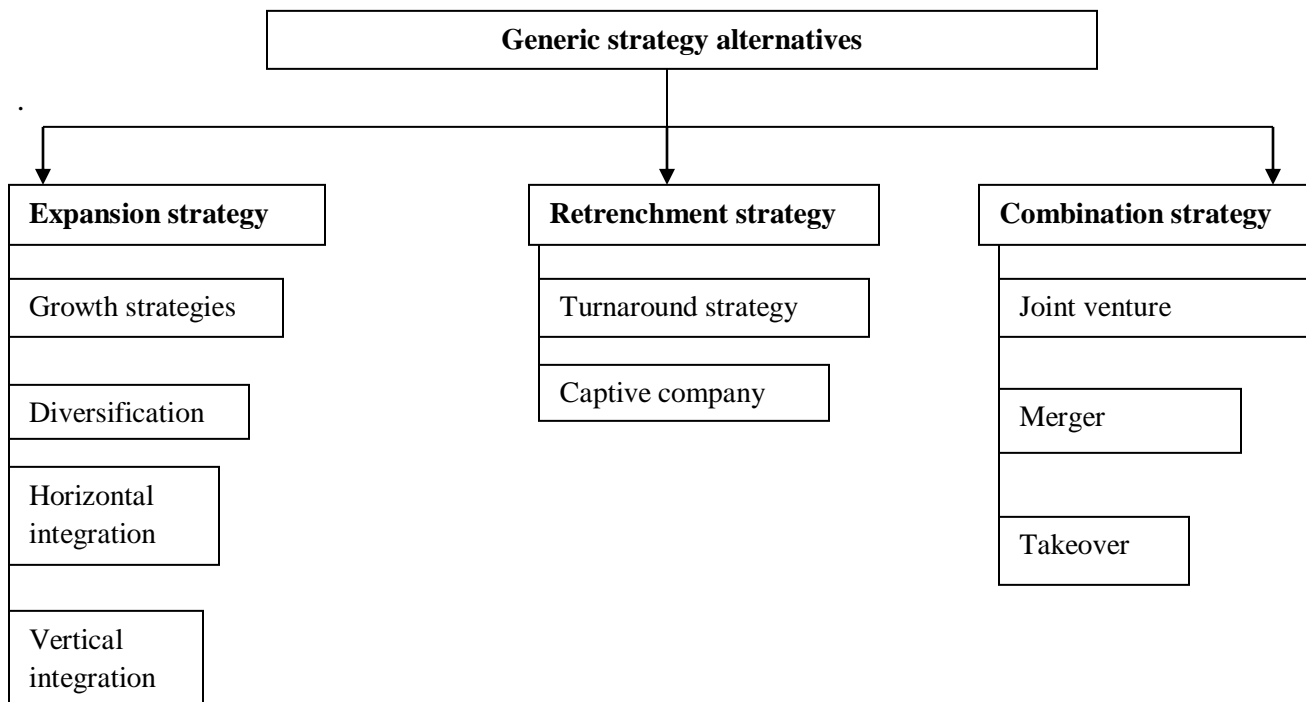 Generic strategy alternatives
.
Expansion strategy
Growth strategies
Diversification
Horizontal
integration
Vertical
integration
Retrenchment strategy
Turnaround strategy
Captive company
Combination strategy
Joint venture
Merger
Takeover